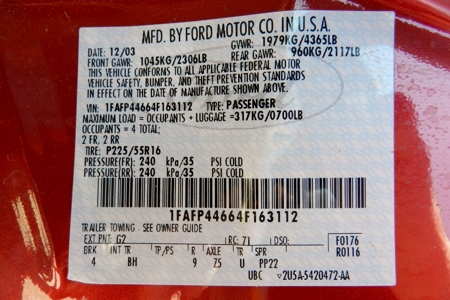 MFD. BY FORD MOTOR CO. IN U.S.A.
DATE: 12/03 GVWR: 1979KG/4365LB
FRONT GAWR: 1045KG/2306LB REAR GAWR: 960KG/2117LB
THIS VEHICLE CONFORMS TO ALL APPLICABLE FEDERAL MOTOR
VEHICLE SAFETY, BUMPER, AND THEFT PREVENTION STANDARDS
IN EFFECT ON THE DATE OF MANUFACTURE SHOWN ABOVE.
VIN: 1FAFP44664F163112 TYPE: PASSENGER
MAXIMUM LOAD = OCCUPANTS + LUGGAGE =317KG/0700LB
OCCUPANTS = 4 TOTAL;
2 FR, 2 RR
TIRE: P225/55R16
PRESSURE(FR): 240 kPa/35 PSI COLD
PRESSURE(RR): 240 kPa/35 PSI COLD
1FAFP44664F163112
TRAILER TOWING - SEE OWNER GUIDE
EXT PNT: G2 RC: 71 DSO: F0176
BRK INT TR TP/PS R AXLE TR SPR R0116
4 BH 9 Z5 U PP22
UBC 2U5A-5420472-AA